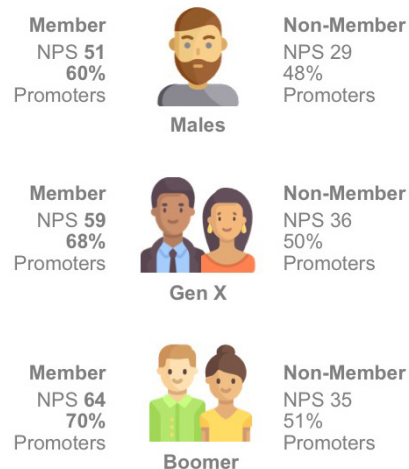 Member
NPS 51
60%
Promoters
Non-Member
NPS 29
48%
Promoters
Males
Member
NPS 59
68%
Promoters
Non-Member
NPS 36
50%
Promoters
Gen X
Member
NPS 64
70%
Promoters
Non-Member
NPS 35
51%
Promoters
Boomer